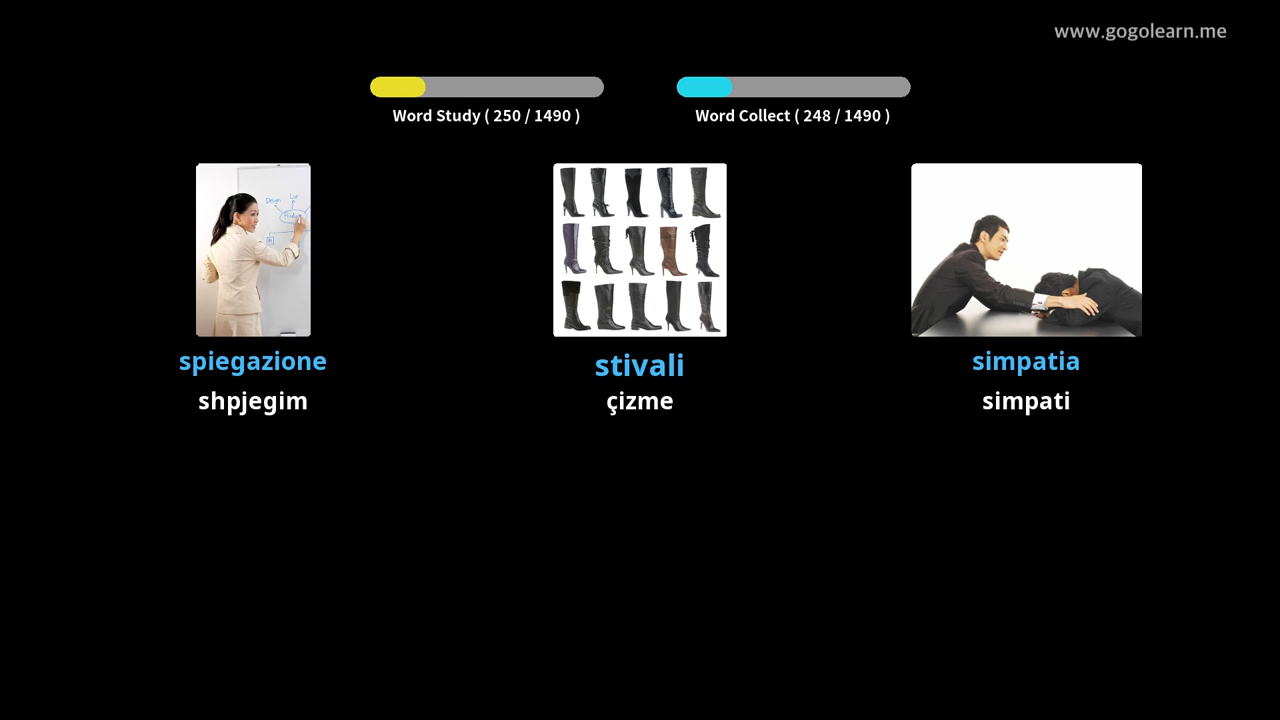 www.gogolearn.me
Word Study ( 250 / 1490 )
Word Collect ( 248 / 1490 )
spiegazione
stivali
simpatia
shpjegim
çizme
simpati